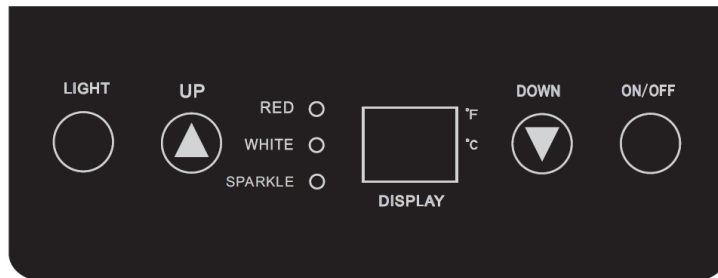 LIGHT
UP
RED
WHITE
SPARKLE
°F
°C
DISPLAY
DOWN
ON/OFF